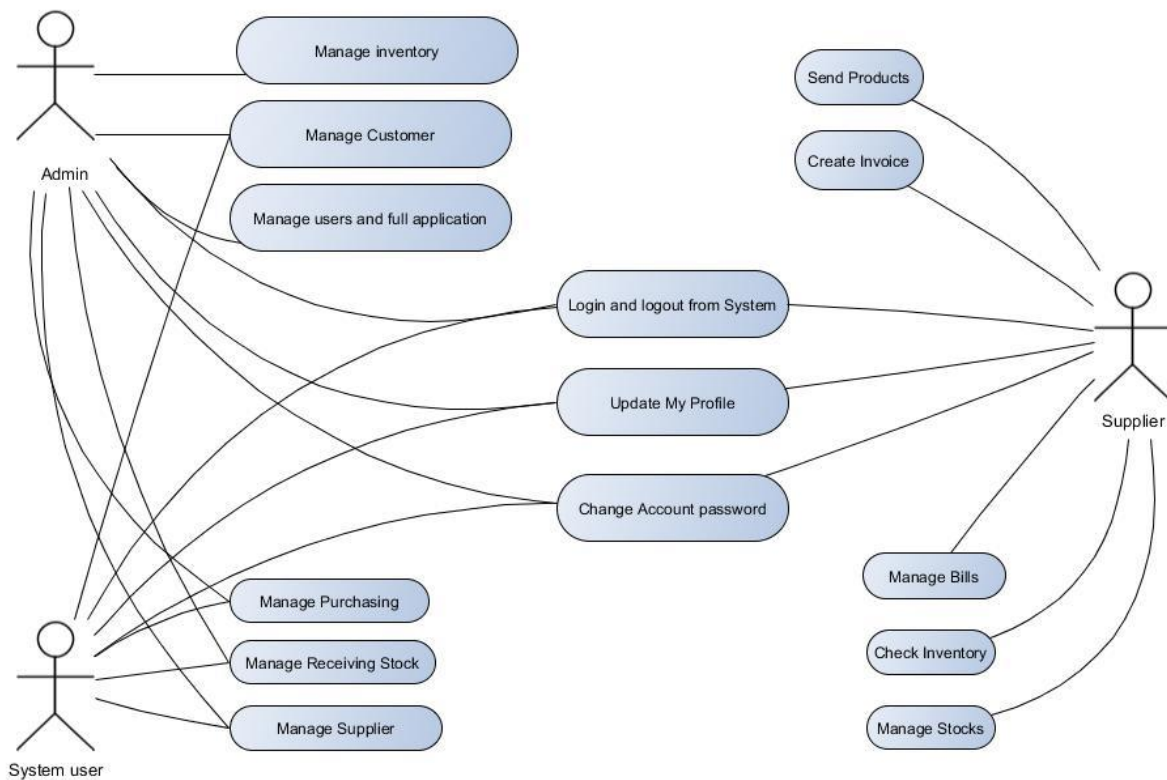 Manage inventory
Send Products
Manage Customer
Create Invoice
Admin
Manage users and full application
Login and logout from System
Update My Profile
Supplier
Change Account password
Manage Bills
Manage Purchasing
Check Inventory
Manage Receiving Stock
Manage Supplier
Manage Stocks
System user